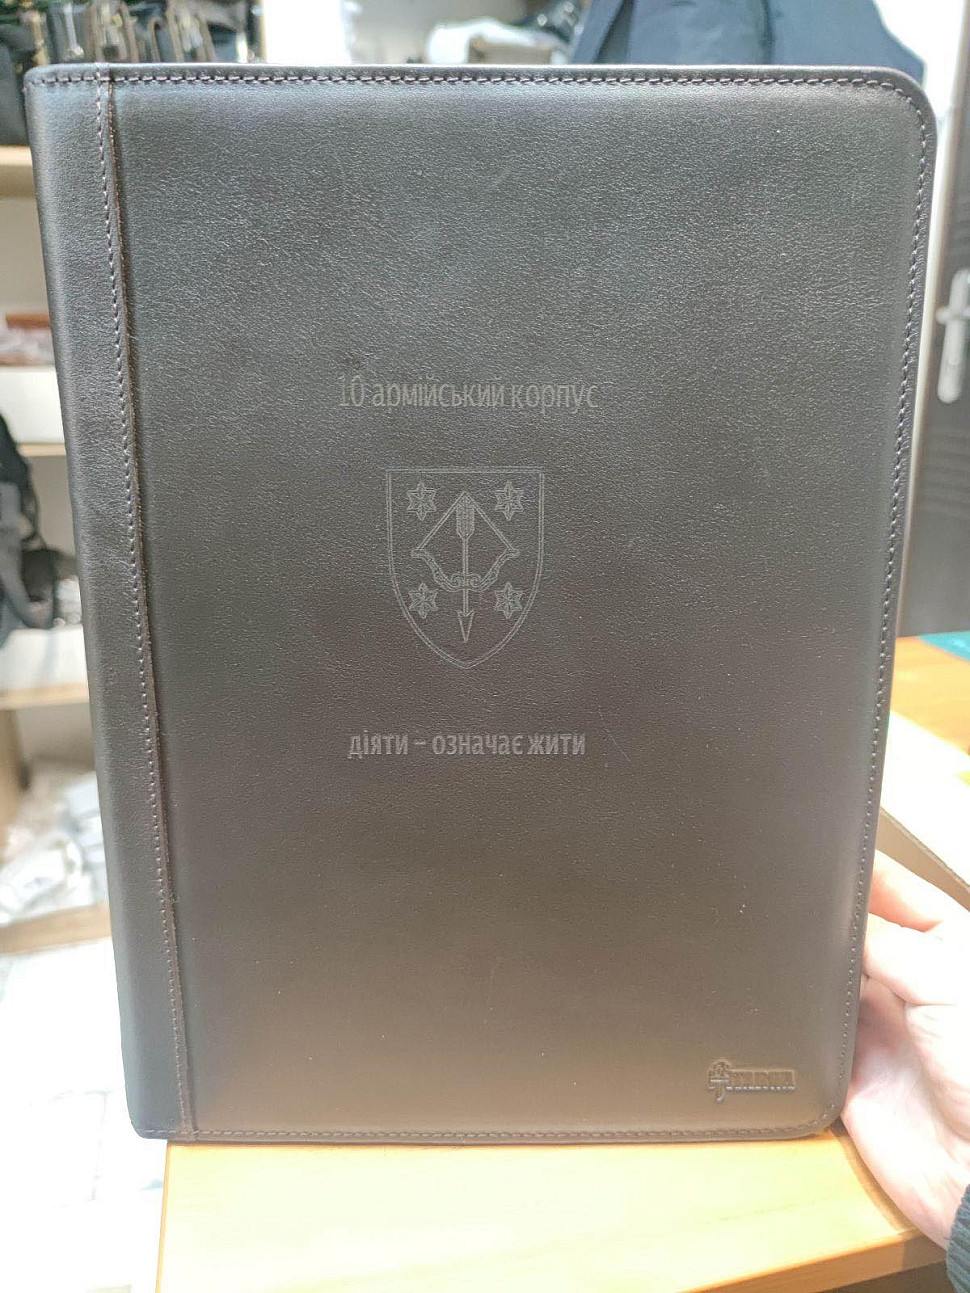 10 армійський корпус
діяти – означає жити